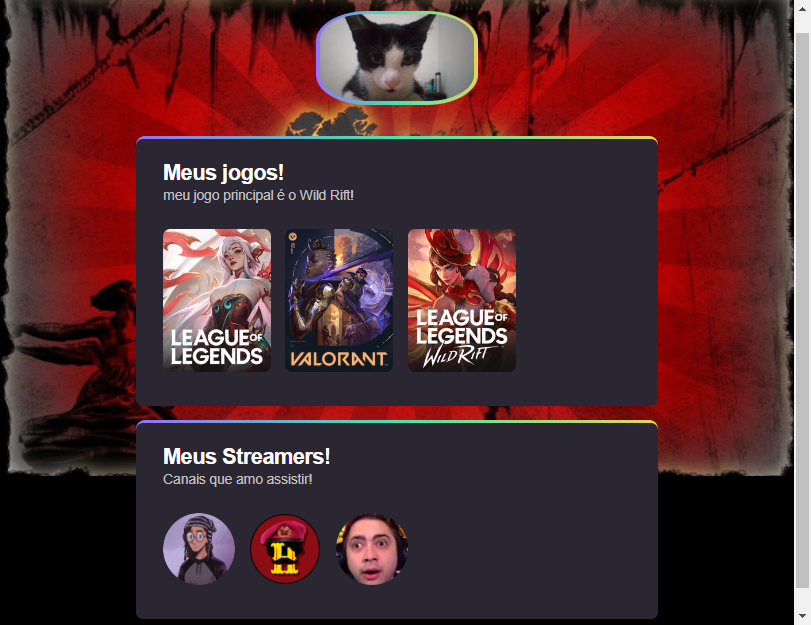 Meus jogos!
meu jogo principal é o Wild Rift!
LEAGUE OF
LEGENDS
VALORANT
LEAGUE OF
LEGENDS
WILD RIFT
Meus Streamers!
Canais que amo assistir!